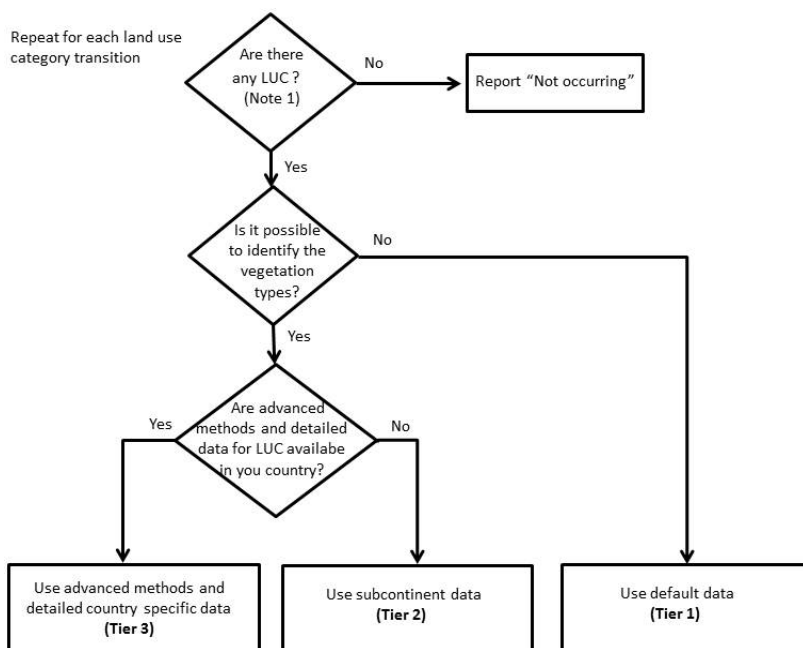 Repeat for each land use
category transition
Are there
any LUC ?
(Note 1)
No
Report “Not occurring”
Yes
Is it possible
to identify the
vegetation
types?
No
Yes
Are advanced
methods and detailed
data for LUC availabe
in you country?
Yes
No
Use advanced methods and
detailed country specific data
(Tier 3)
Use subcontinent data
(Tier 2)
Use default data
(Tier 1)